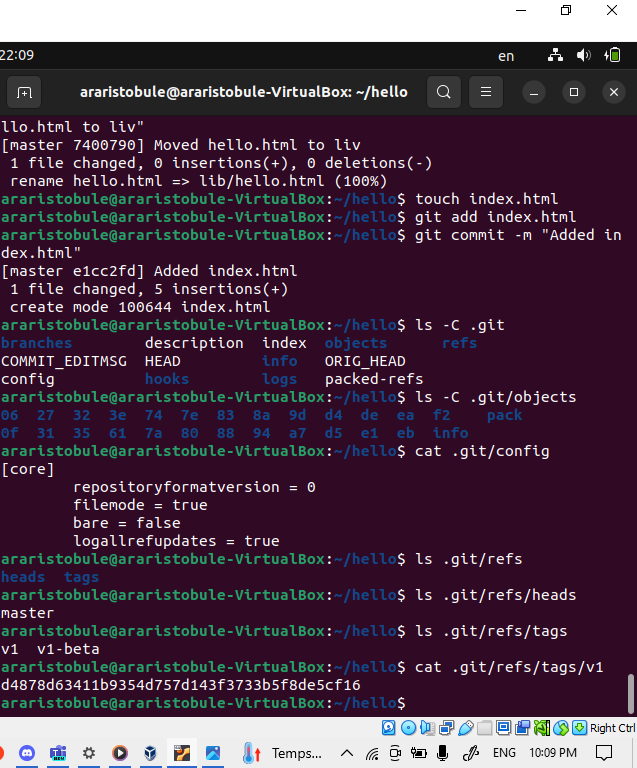 22:09 en
araristobule@araristobule-VirtualBox: ~/hello
llo.html to liv"
[master 7400790] Moved hello.html to liv
 1 file changed, 0 insertions(+), 0 deletions(-)
 rename hello.html => lib/hello.html (100%)
araristobule@araristobule-VirtualBox:~/hello$ touch index.html
araristobule@araristobule-VirtualBox:~/hello$ git add index.html
araristobule@araristobule-VirtualBox:~/hello$ git commit -m "Added in
dex.html"
[master e1cc2fd] Added index.html
 1 file changed, 5 insertions(+)
 create mode 100644 index.html
araristobule@araristobule-VirtualBox:~/hello$ ls -C .git
branches        description  index  objects      refs
COMMIT_EDITMSG  HEAD         info   ORIG_HEAD
config          hooks        logs   packed-refs
araristobule@araristobule-VirtualBox:~/hello$ ls -C .git/objects
06  27  32  3e  74  7e  83  8a  9d  d4  de  ea  f2    pack
0f  31  35  61  7a  80  88  94  a7  d5  e1  eb  info
araristobule@araristobule-VirtualBox:~/hello$ cat .git/config
[core]
        repositoryformatversion = 0
        filemode = true
        bare = false
        logallrefupdates = true
araristobule@araristobule-VirtualBox:~/hello$ ls .git/refs
heads  tags
araristobule@araristobule-VirtualBox:~/hello$ ls .git/refs/heads
master
araristobule@araristobule-VirtualBox:~/hello$ ls .git/refs/tags
v1  v1-beta
araristobule@araristobule-VirtualBox:~/hello$ cat .git/refs/tags/v1
d4878d63411b9354d757d143f3733b5f8de5cf16
araristobule@araristobule-VirtualBox:~/hello$
Right Ctrl
Temps... ENG 10:09 PM